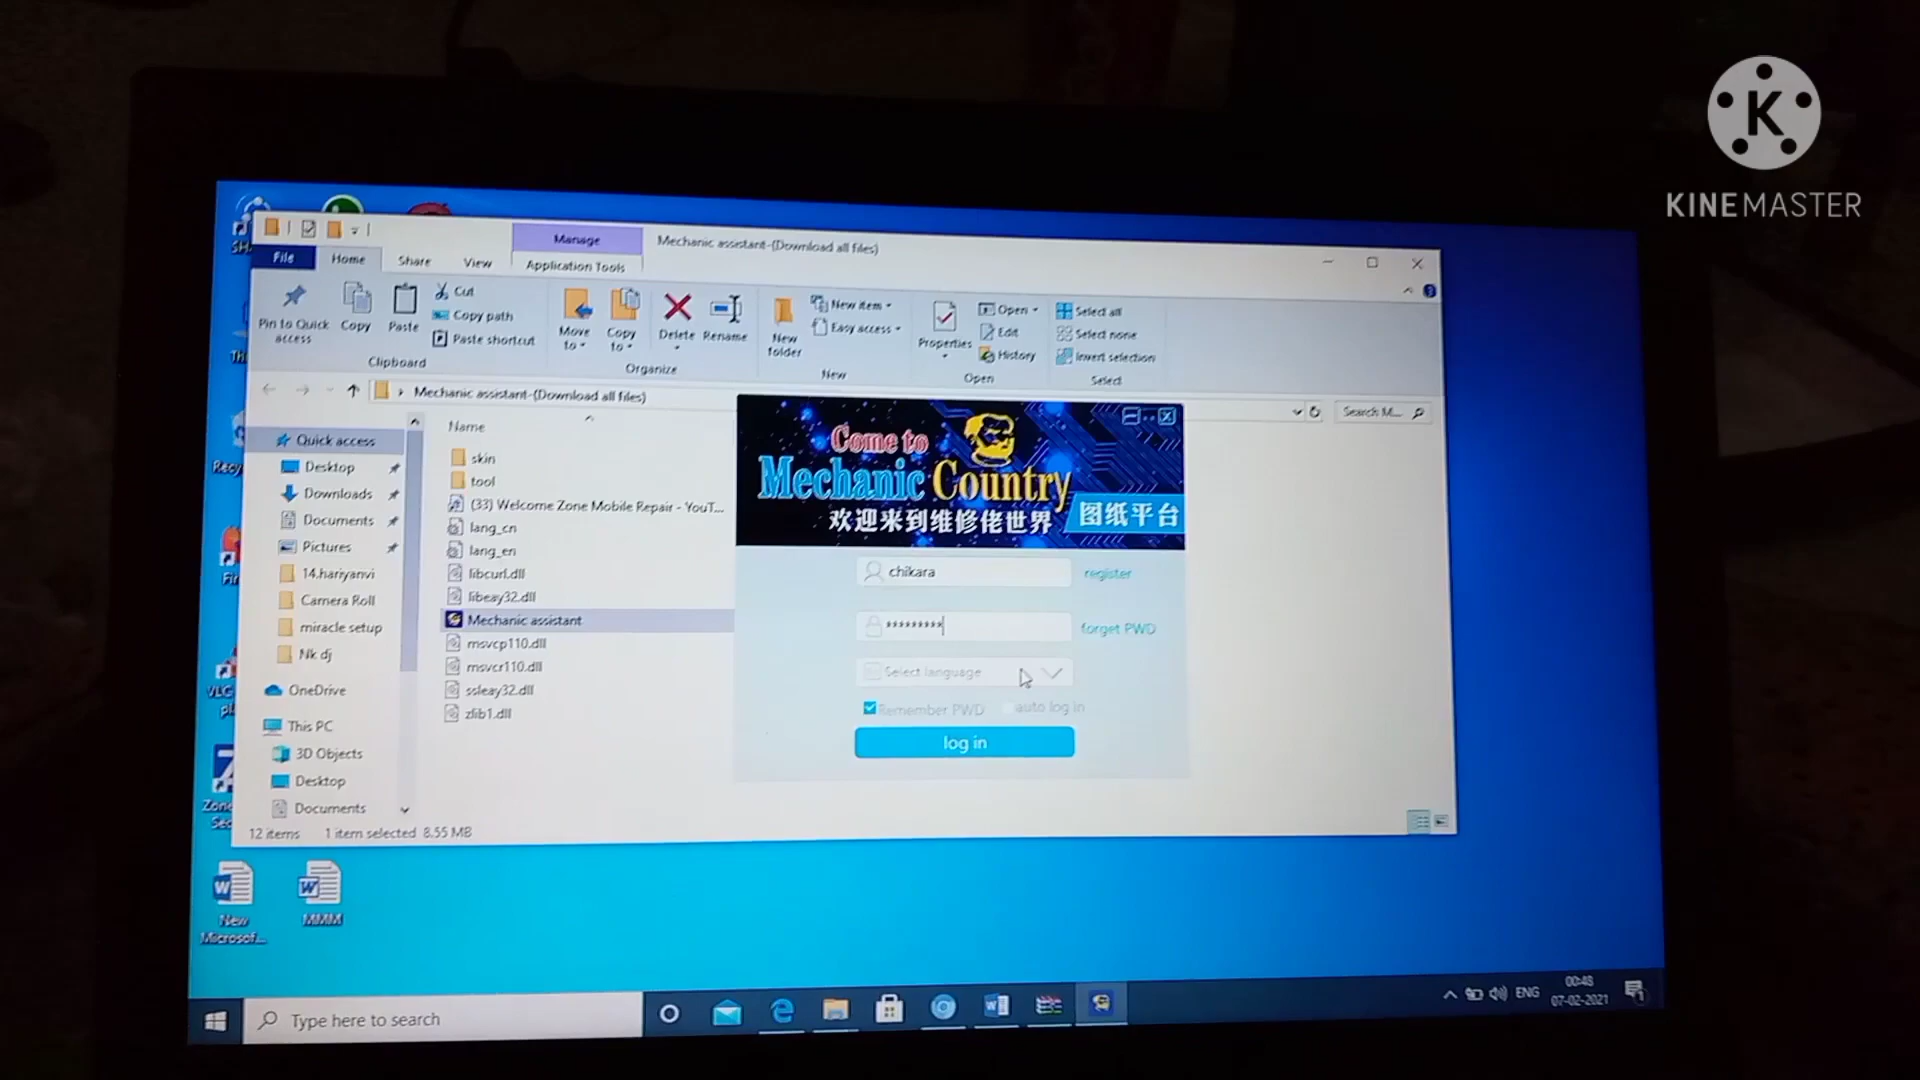 KINEMASTER
Manage
Mechanic assistant-(Download all files)
File
Home
Share
View
Application Tools
Pin to Quick access
Copy
Paste
Cut
Copy path
Paste shortcut
Clipboard
Move to
Copy to
Delete
Rename
Organize
New folder
New item
Easy access
New
Properties
Open
Edit
History
Open
Select all
Select none
Invert selection
Select
Mechanic assistant-(Download all files)
Search M...
Quick access
Desktop
Downloads
Documents
Pictures
14.hariyanvi
Camera Roll
miracle setup
Nk dj
OneDrive
This PC
3D Objects
Desktop
Documents
Name
skin
tool
(33) Welcome Zone Mobile Repair - YouT...
lang_cn
lang_en
libcurl.dll
libeay32.dll
Mechanic assistant
msvcp110.dll
msvcr110.dll
ssleay32.dll
zlib1.dll
12 items
1 item selected 8.55 MB
Come to
Mechanic Country
欢迎来到维修佬世界
图纸平台
chikara
register
*********
forget PWD
Select language
Remember PWD
auto log in
log in
New Microsof...
MMM
Type here to search
ENG
00:48
07-02-2021